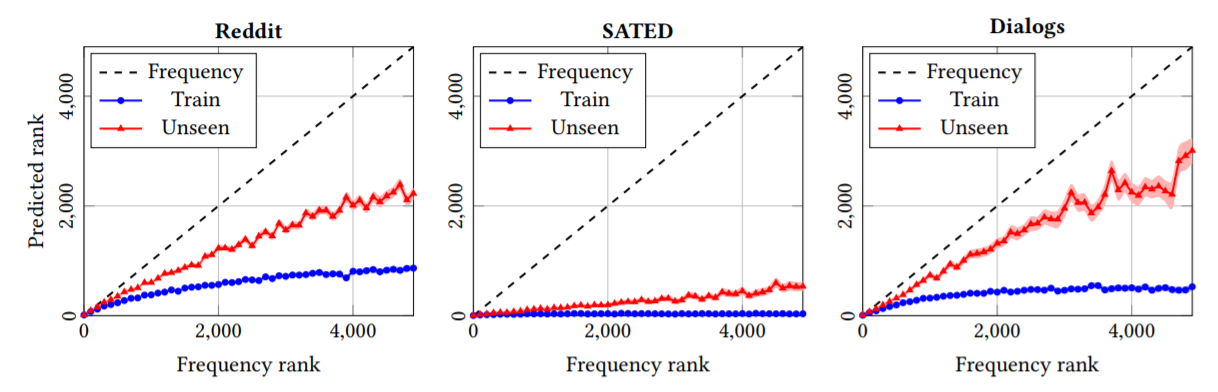 Reddit
Frequency
Train
Unseen
4,000
2,000
0
0
2,000
4,000
Predicted rank
Frequency rank
SATED
Frequency
Train
Unseen
4,000
2,000
0
0
2,000
4,000
Frequency rank
Dialogs
Frequency
Train
Unseen
4,000
2,000
0
0
2,000
4,000
Frequency rank